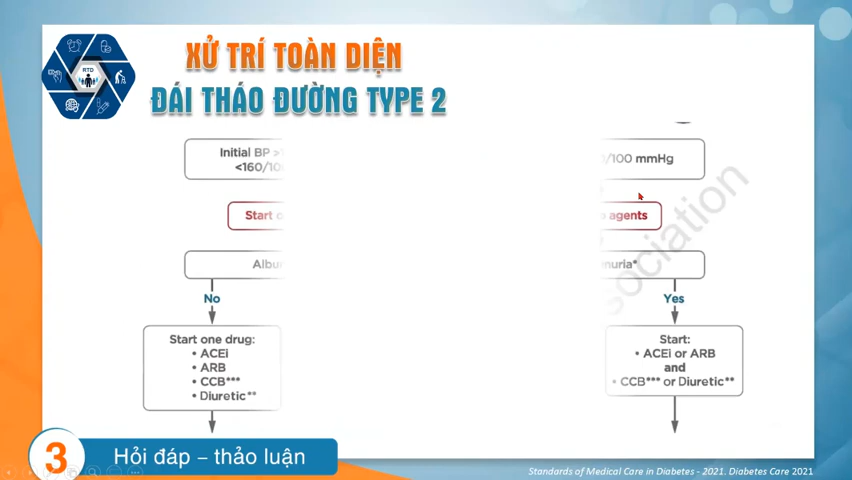 RTD
XỬ TRÍ TOÀN DIỆN
ĐÁI THÁO ĐƯỜNG TYPE 2
Initial BP >
<160/10
/100 mmHg
Start
agents
Albu
muria*
No
Yes
Start one drug:
• ACEi
• ARB
• CCB***
• Diuretic**
Start:
• ACEi or ARB
and
• CCB*** or Diuretic**
sociation
3
Hỏi đáp – thảo luận
Standards of Medical Care in Diabetes - 2021. Diabetes Care 2021